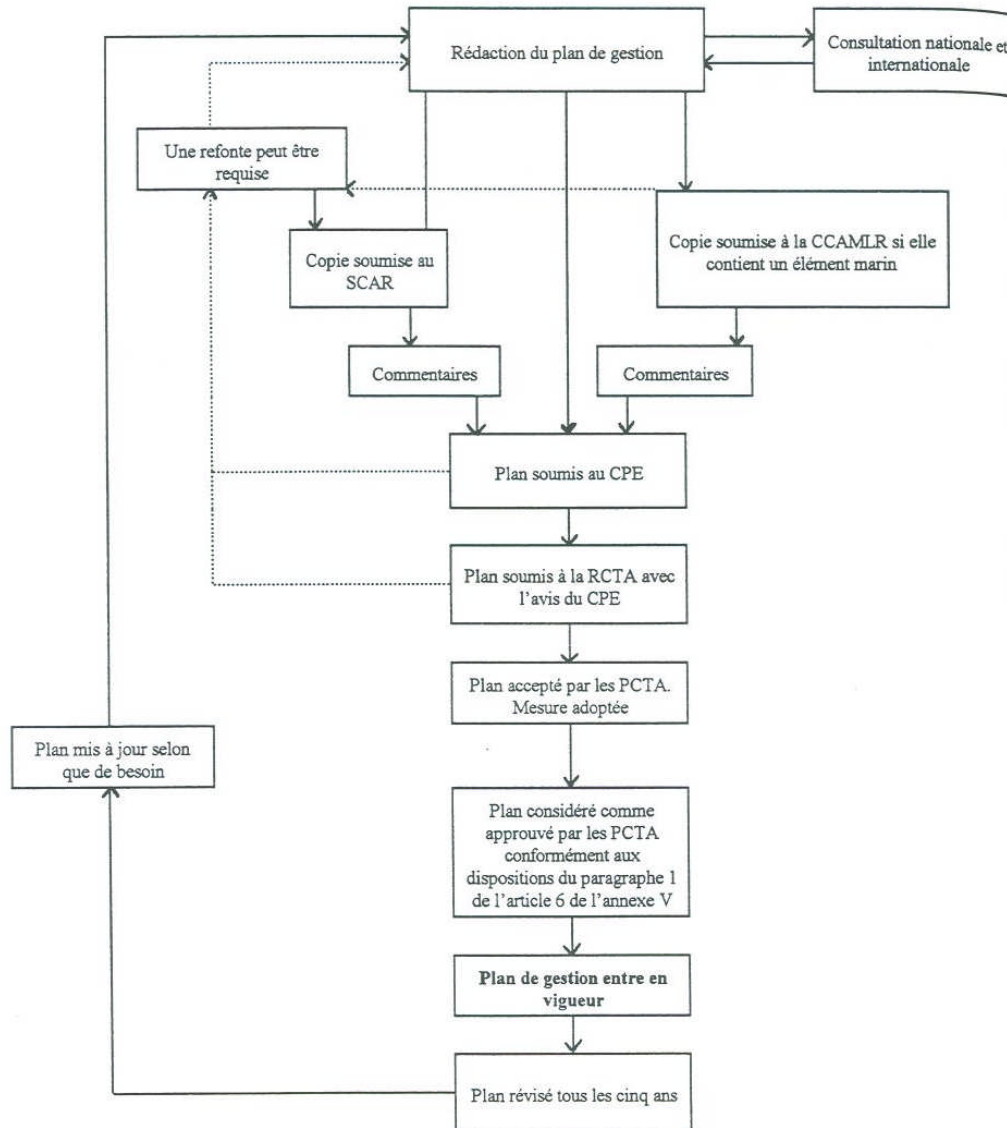 Rédaction du plan de gestion
Consultation nationale et
internationale
Une refonte peut être
requise
Copie soumise au
SCAR
Copie soumise à la CCAMLR si elle
contient un élément marin
Commentaires
Commentaires
Plan soumis au CPE
Plan soumis à la RCTA avec
l'avis du CPE
Plan accepté par les PCTA.
Mesure adoptée
Plan mis à jour selon
que de besoin
Plan considéré comme
approuvé par les PCTA
conformément aux
dispositions du paragraphe 1
de l'article 6 de l'annexe V
Plan de gestion entre en
vigueur
Plan révisé tous les cinq ans